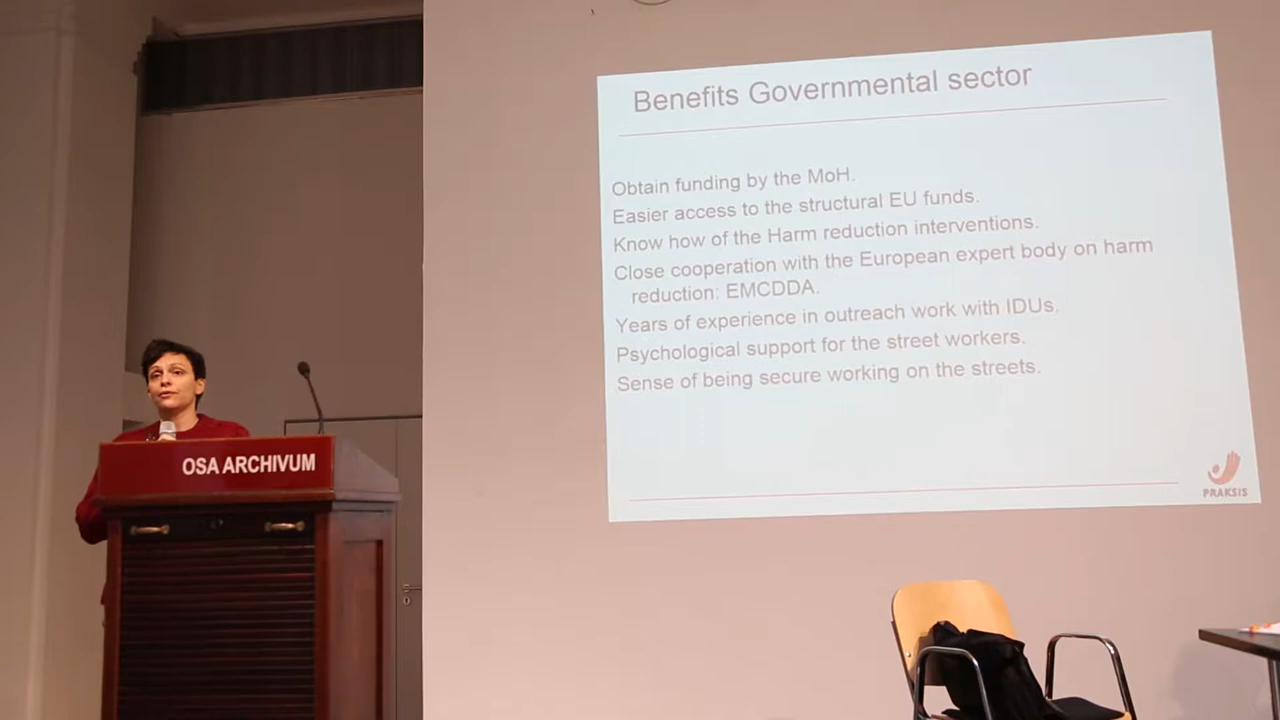 Benefits Governmental sector
Obtain funding by the MoH.
Easier access to the structural EU funds.
Know how of the Harm reduction interventions.
Close cooperation with the European expert body on harm
reduction: EMCDDA.
Years of experience in outreach work with IDUs.
Psychological support for the street workers.
Sense of being secure working on the streets.
PRAKSIS
OSA ARCHIVUM